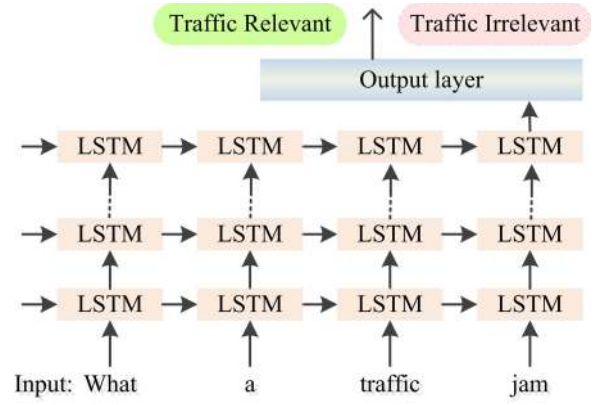 Traffic Relevant Traffic Irrelevant
Output layer
LSTM LSTM LSTM LSTM
LSTM LSTM LSTM LSTM
LSTM LSTM LSTM LSTM
Input: What a traffic jam